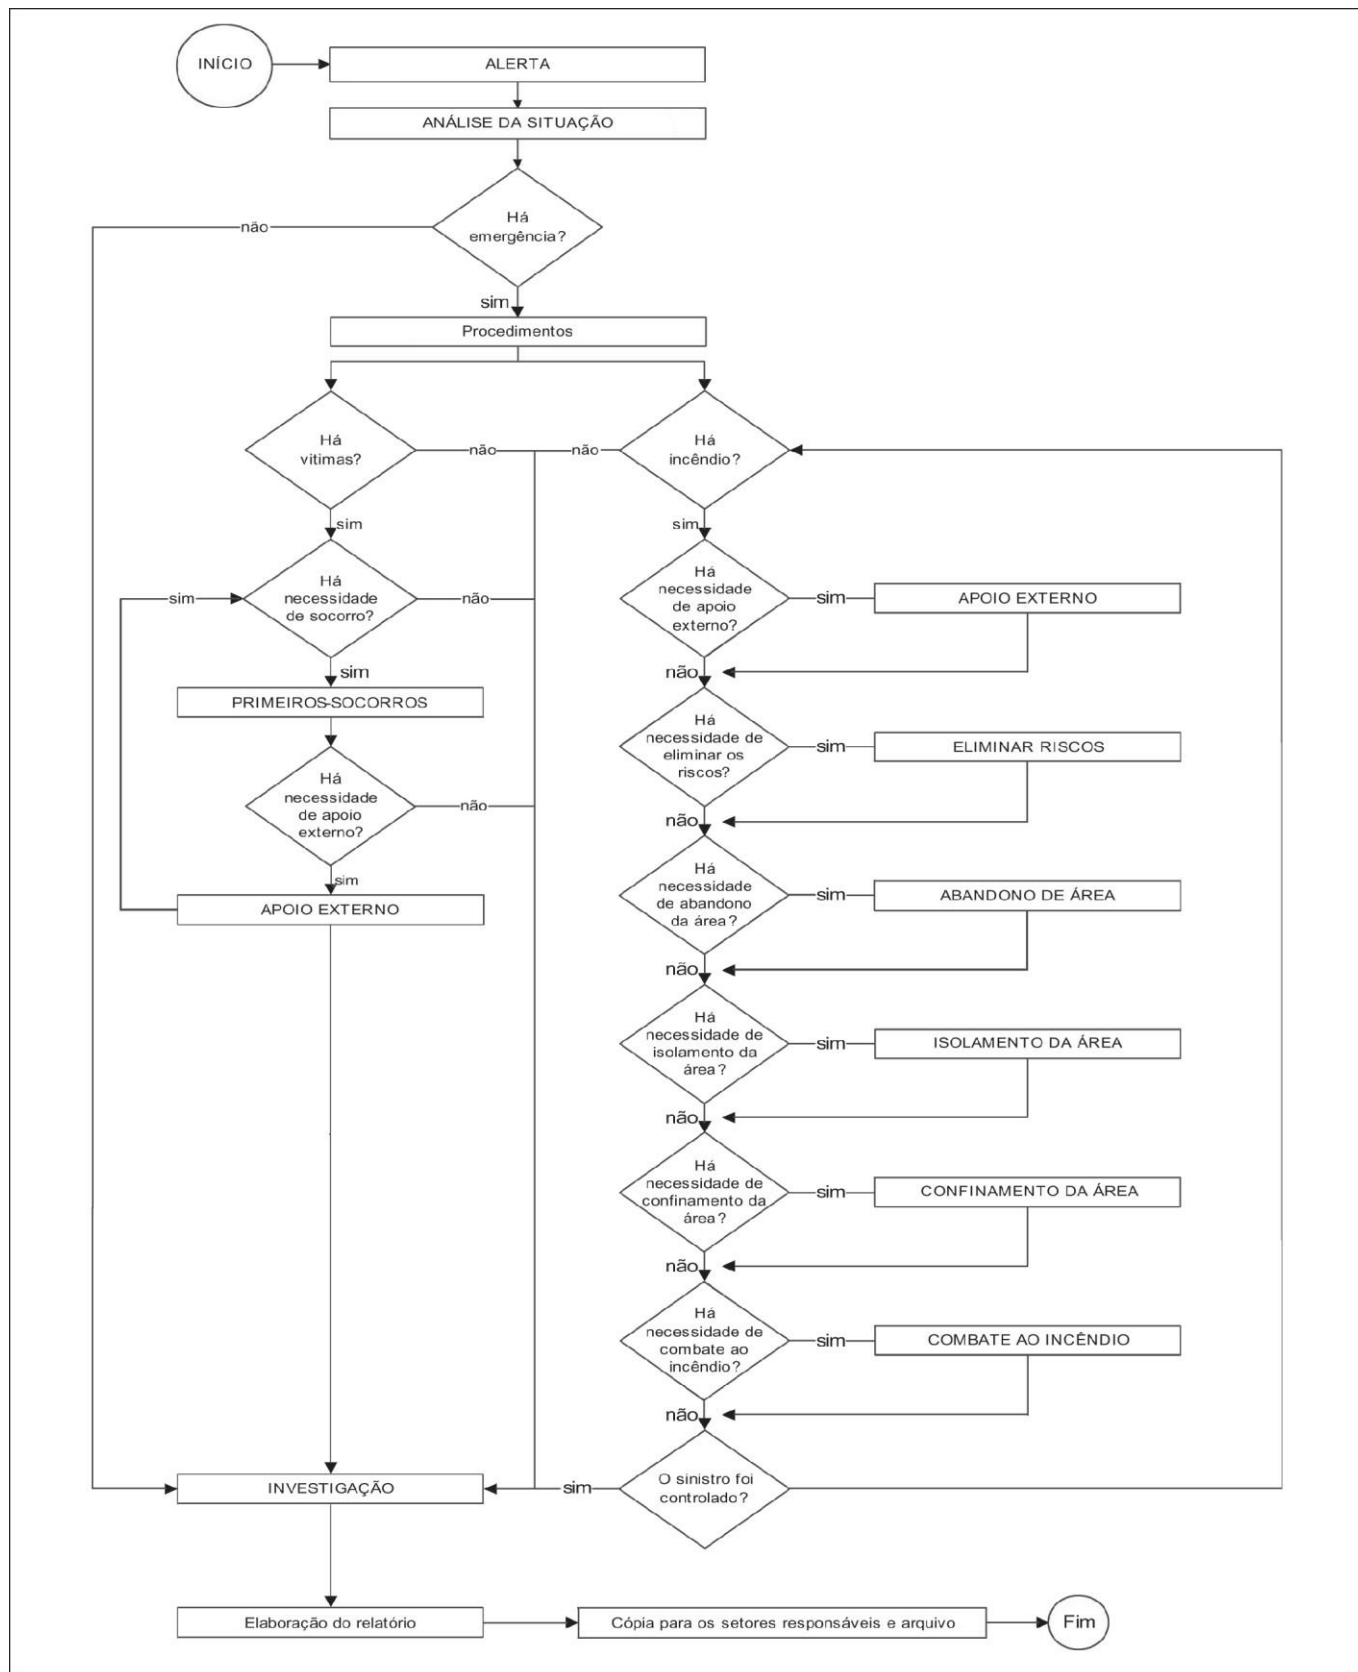 INÍCIO
ALERTA
ANÁLISE DA SITUAÇÃO
Há
emergência?
não
sim
Procedimentos
Há
vitimas?
não
não
Há
incêndio?
sim
sim
Há
necessidade
de socorro?
sim
não
sim
Há
necessidade
de apoio
externo?
sim
APOIO EXTERNO
não
PRIMEIROS-SOCORROS
Há
necessidade de
eliminar os
riscos?
sim
ELIMINAR RISCOS
Há
necessidade
de apoio
externo?
não
sim
APOIO EXTERNO
não
Há
necessidade
de abandono
da área?
sim
ABANDONO DE ÁREA
não
Há
necessidade de
isolamento da
área?
sim
ISOLAMENTO DA ÁREA
não
Há
necessidade de
confinamento da
área?
sim
CONFINAMENTO DA ÁREA
não
Há
necessidade de
combate ao
incêndio?
sim
COMBATE AO INCÊNDIO
não
O sinistro foi
controlado?
sim
INVESTIGAÇÃO
Elaboração do relatório
Cópia para os setores responsáveis e arquivo
Fim